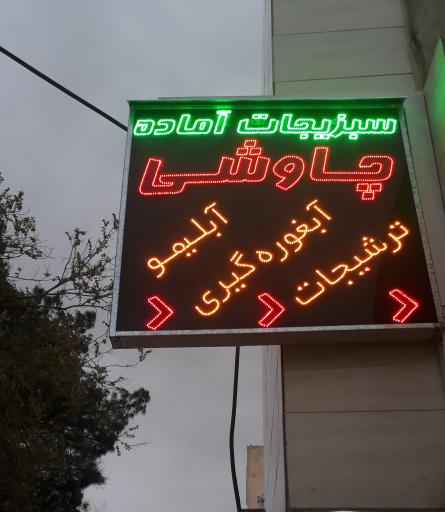 سبزیجات آماده
چاوشی
ترشیجات
آبغوره گیری
آبلیمو